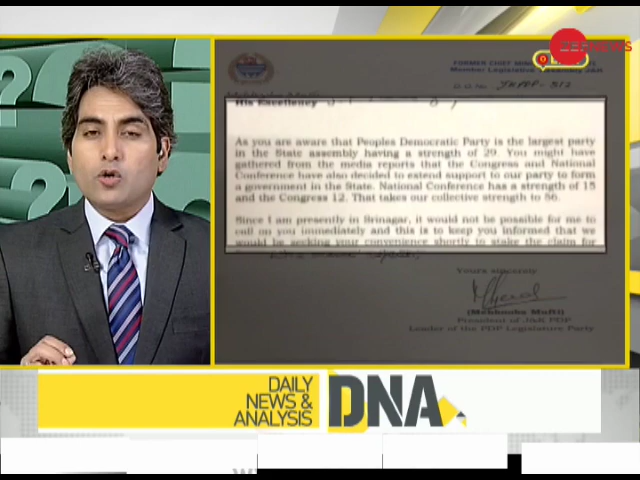 ZEE NEWS
FORMER CHIEF
Member Legislative
His Excellency
As you are aware that Peoples Democratic Party is the largest party
in the State assembly having a strength of 29. You might have
gathered from the media reports that the Congress and National
Conference have also decided to extend support to our party to form
a government in the State. National Conference has a strength of 15
and the Congress 12. That takes our collective strength to 56.
Since I am presently in Srinagar, it would not be possible for me to
call on you immediately and this is to keep you informed that we
would be seeking your convenience shortly to stake the claim for
Yours sincerely
(Mehbooba Mufti)
President of J&K PDP
Leader of the PDP Legislature Party
DAILY
NEWS &
ANALYSIS
DNA